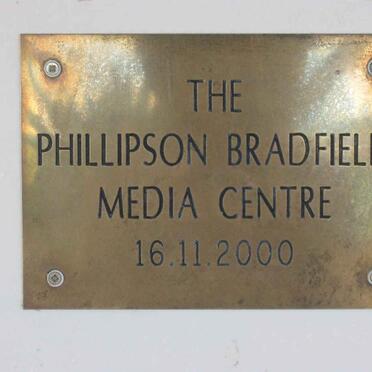 THE
PHILLIPSON BRADFIEL
MEDIA CENTRE
16.11.2000